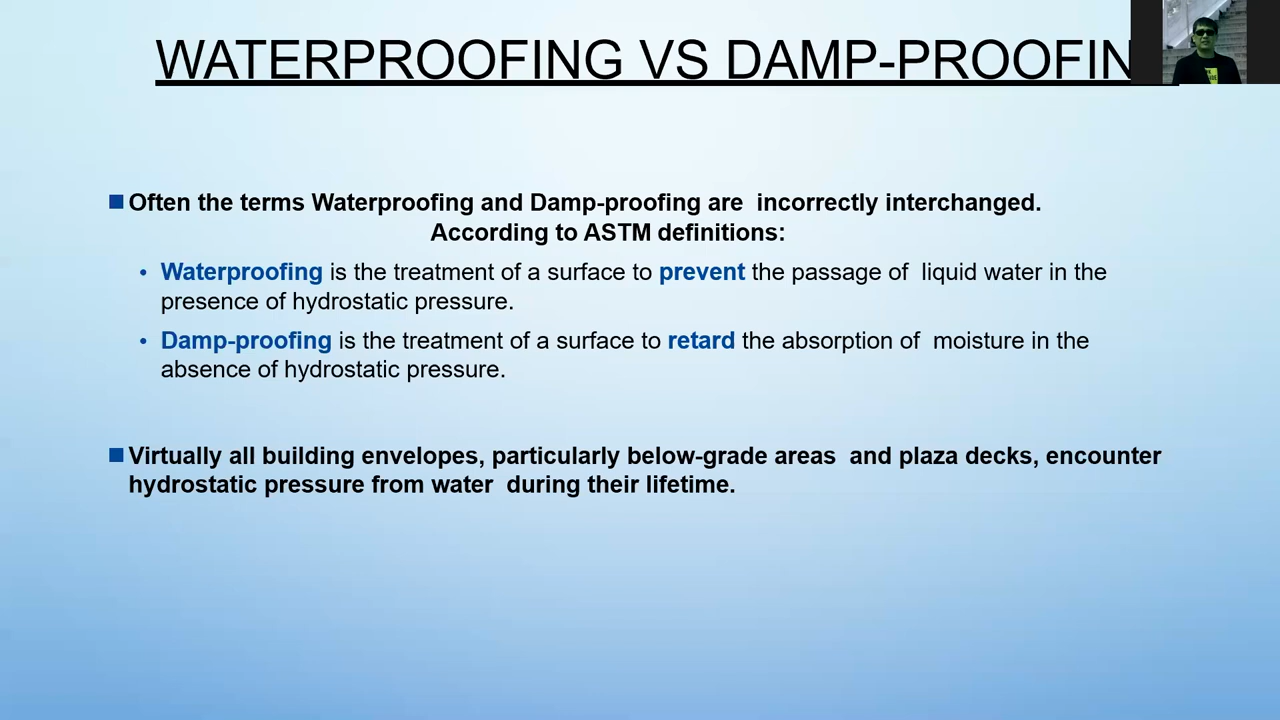 WATERPROOFING VS DAMP-PROOFIN
Often the terms Waterproofing and Damp-proofing are incorrectly interchanged.
According to ASTM definitions:
• Waterproofing is the treatment of a surface to prevent the passage of liquid water in the
presence of hydrostatic pressure.
• Damp-proofing is the treatment of a surface to retard the absorption of moisture in the
absence of hydrostatic pressure.
Virtually all building envelopes, particularly below-grade areas and plaza decks, encounter
hydrostatic pressure from water during their lifetime.